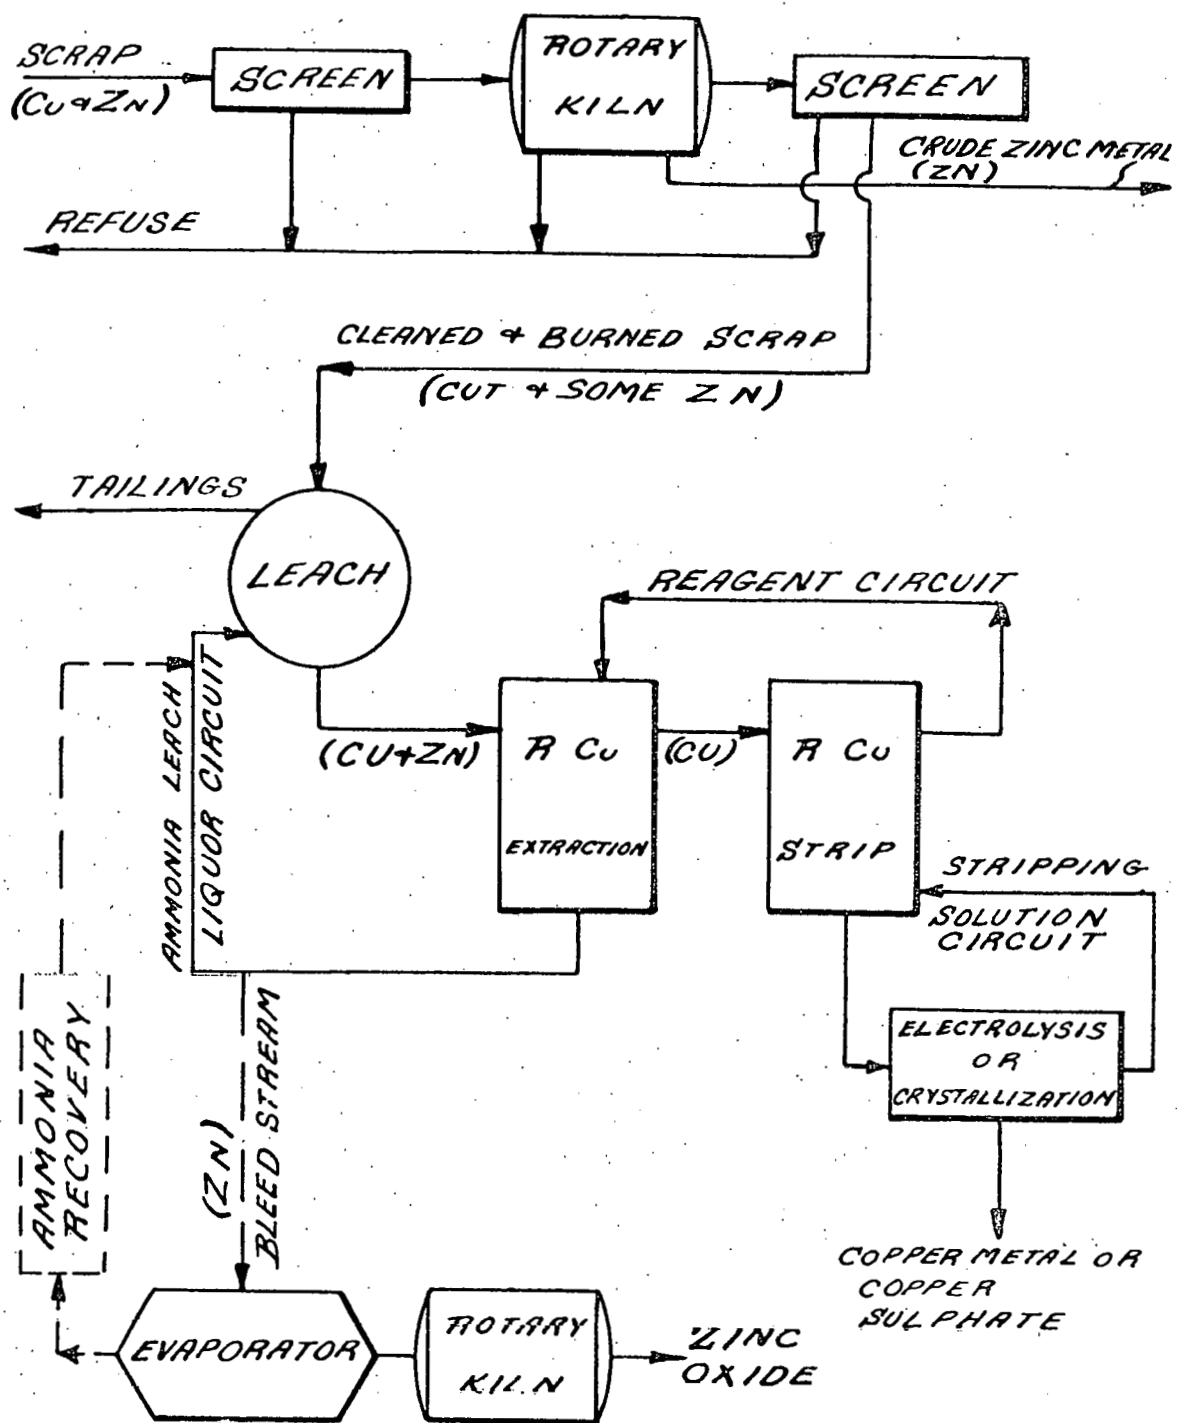 SCRAP
(CU & ZN)
SCREEN
ROTARY
KILN
SCREEN
CRUDE ZINC METAL
(ZN)
REFUSE
CLEANED & BURNED SCRAP
(CUT & SOME ZN)
TAILINGS
LEACH
REAGENT CIRCUIT
AMMONIA LEACH
LIQUOR CIRCUIT
(CU & ZN)
R CU
EXTRACTION
(CU)
R CU
STRIP
STRIPPING
SOLUTION
CIRCUIT
ELECTROLYSIS
OR
CRYSTALLIZATION
COPPER METAL OR
COPPER
SULPHATE
AMMONIA
RECOVERY
(ZN)
BLEED STREAM
EVAPORATOR
ROTARY
KILN
ZINC
OXIDE